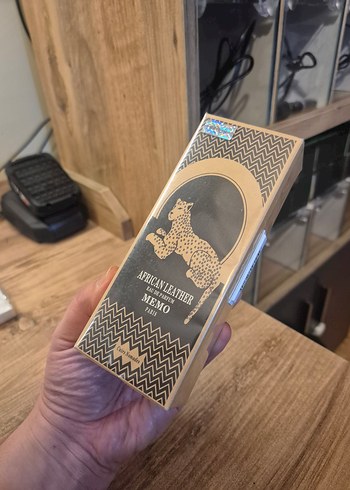 AFRICAN LEATHER
EAU DE PARFUM
MEMO
PARIS